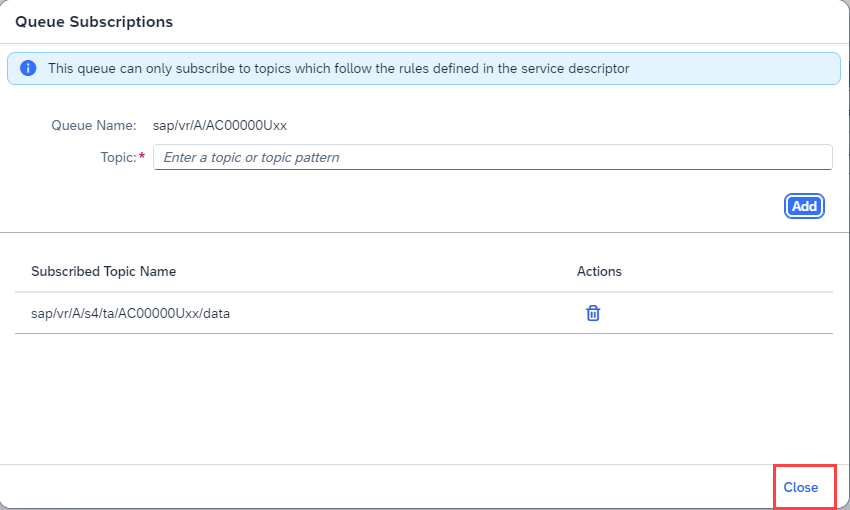 Queue Subscriptions
This queue can only subscribe to topics which follow the rules defined in the service descriptor
Queue Name: sap/vr/A/AC00000Uxx
Topic:* Enter a topic or topic pattern
Add
Subscribed Topic Name Actions
sap/vr/A/s4/ta/AC00000Uxx/data
Close